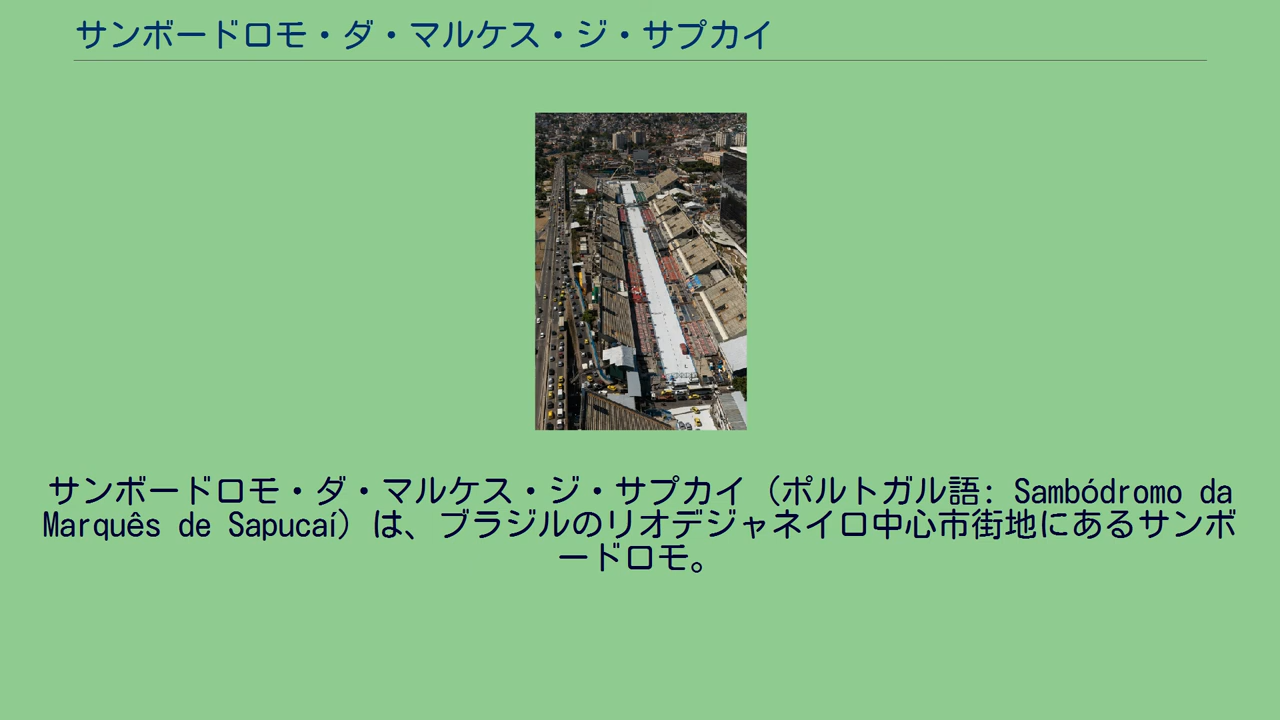 サンボードロモ・ダ・マルケス・ジ・サプカイ
サンボードロモ・ダ・マルケス・ジ・サプカイ（ポルトガル語: Sambódromo da
Marquês de Sapucaí）は、ブラジルのリオデジャネイロ中心市街地にあるサンボ
ードロモ。